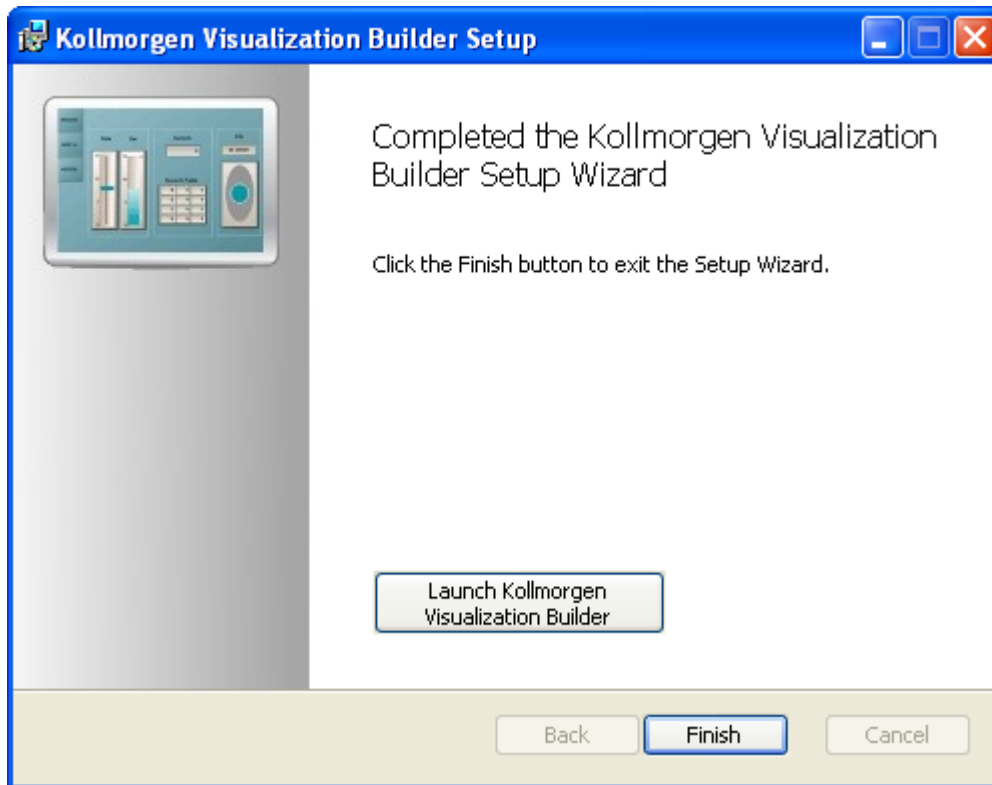 Kollmorgen Visualization Builder Setup
Completed the Kollmorgen Visualization
Builder Setup Wizard
Click the Finish button to exit the Setup Wizard.
Launch Kollmorgen
Visualization Builder
Back
Finish
Cancel